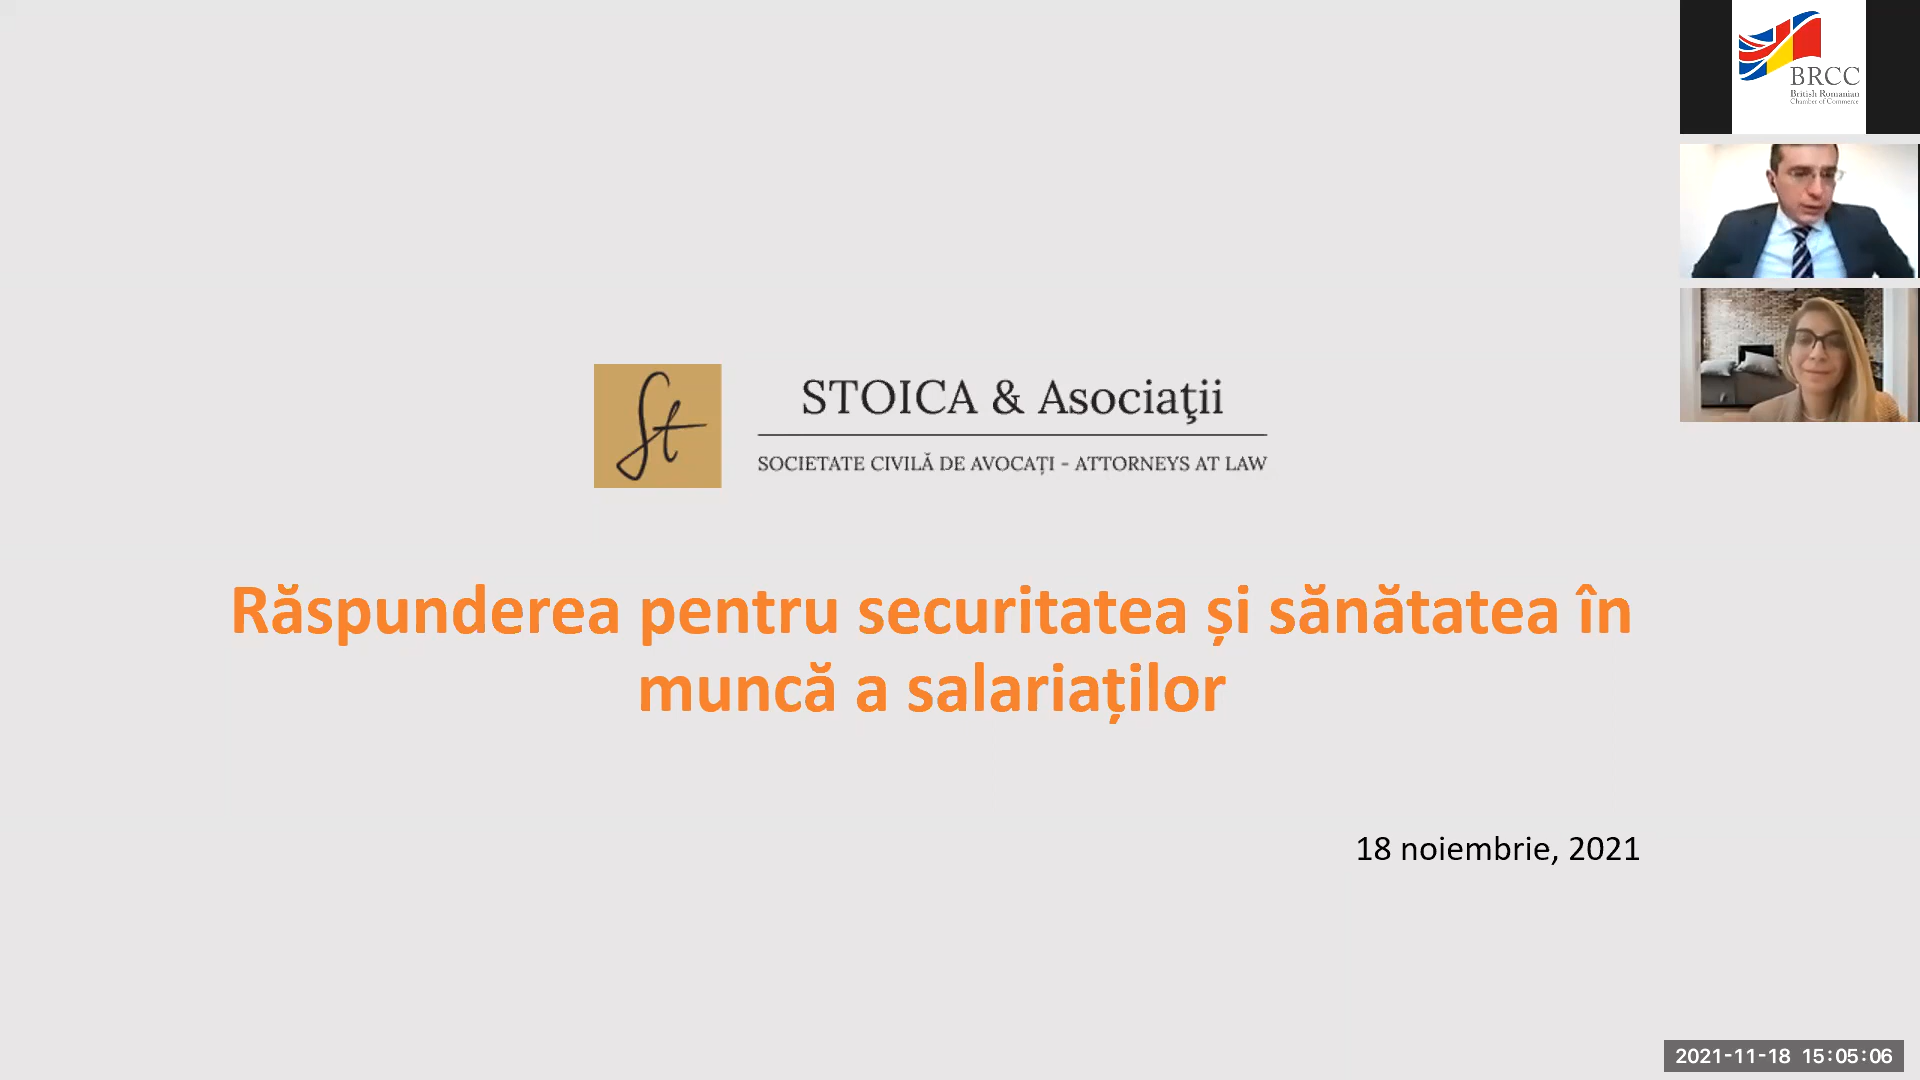 BRCC
British Romanian
Chamber of Commerce
St
STOICA & Asociaţii
SOCIETATE CIVILĂ DE AVOCAȚI - ATTORNEYS AT LAW
Răspunderea pentru securitatea și sănătatea în
muncă a salariaților
18 noiembrie, 2021
2021-11-18 15:05:06